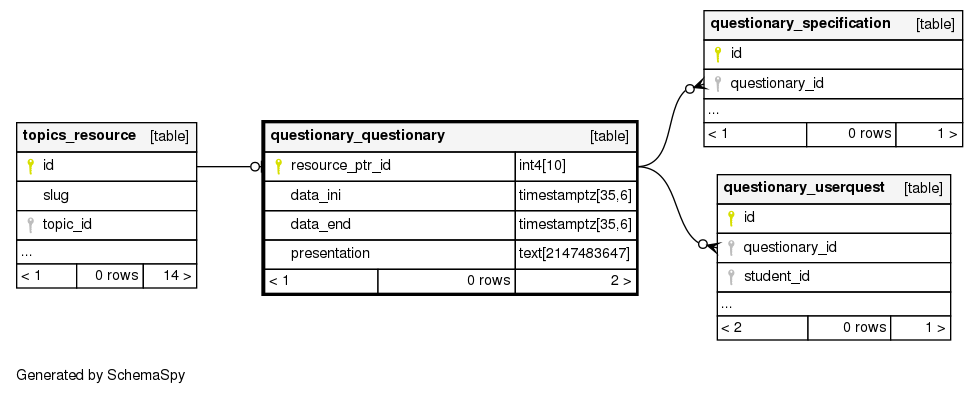 topics_resource [table]
id
slug
topic_id
...
< 1 0 rows 14 >
questionary_questionary [table]
resource_ptr_id int4[10]
data_ini timestamptz[35,6]
data_end timestamptz[35,6]
presentation text[2147483647]
< 1 0 rows 2 >
questionary_specification [table]
id
questionary_id
...
< 1 0 rows 1 >
questionary_userquest [table]
id
questionary_id
student_id
...
< 2 0 rows 1 >
Generated by SchemaSpy